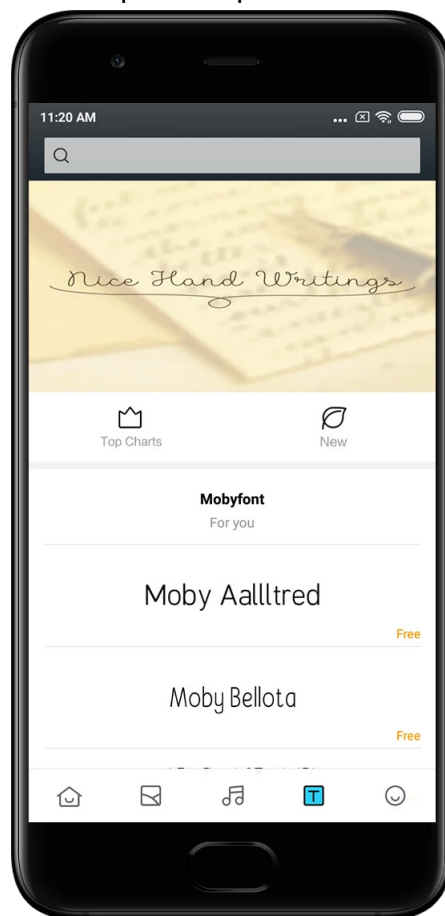 11:20 AM
Nice Hand Writings
Top Charts
New
Mobyfont
For you
Moby Aallltred
Free
Moby Bellota
Free
T